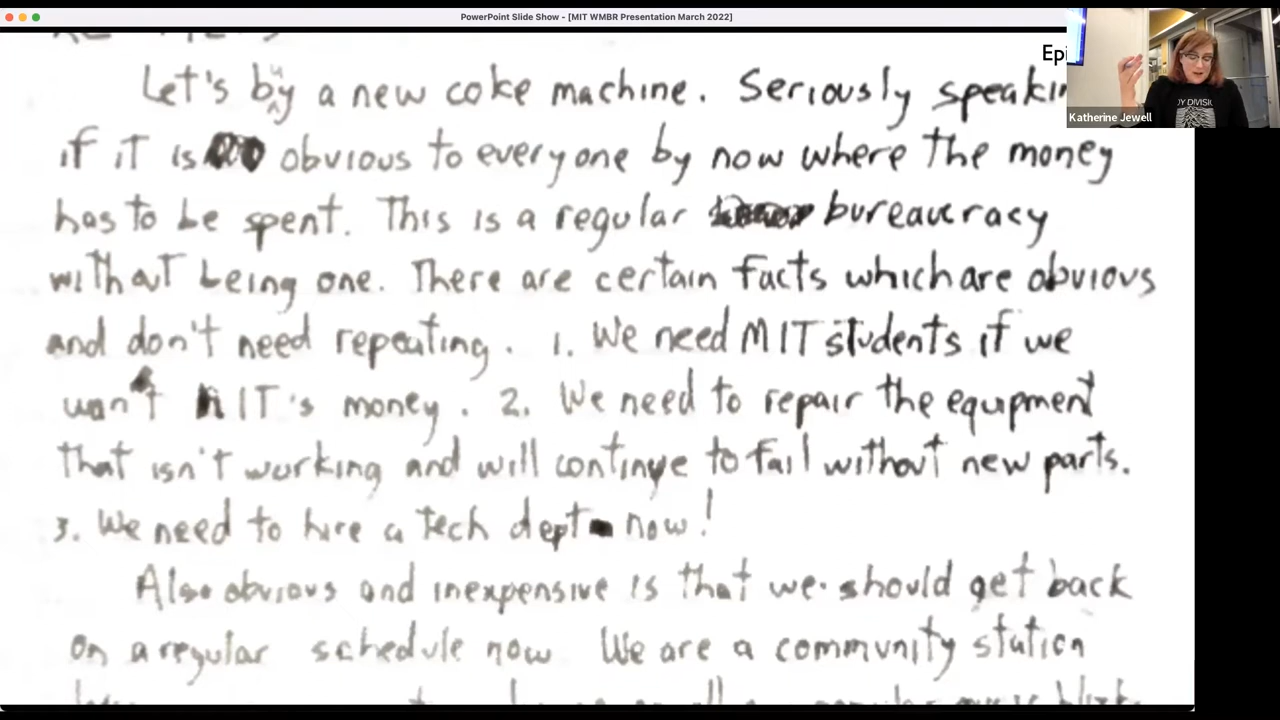 PowerPoint Slide Show - [MIT WMBR Presentation March 2022]
Epi
Katherine Jewell
DY DIVISI
Let's buy a new coke machine. Seriously speakin
if it is obvious to everyone by now where the money
has to be spent. This is a regular bureaucracy
without being one. There are certain facts which are obvious
and don't need repeating. 1. We need MIT students if we
want MIT's money. 2. We need to repair the equipment
that isn't working and will continye to fail without new parts.
3. We need to hire a tech dept now!
Also obvious and inexpensive is that we should get back
on a regular schedule now We are a community station